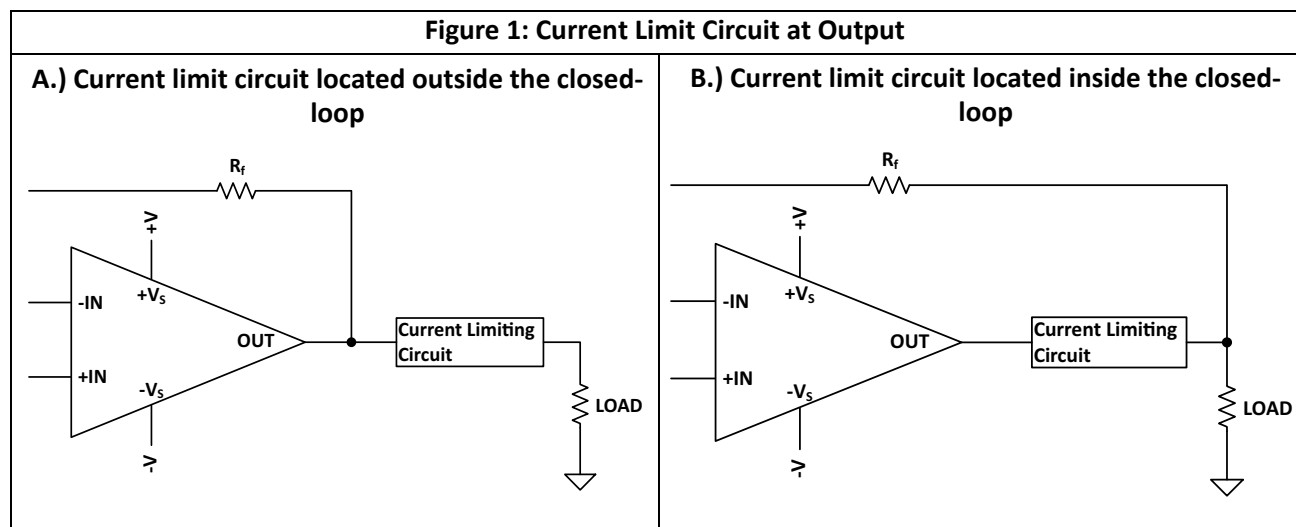 Figure 1: Current Limit Circuit at Output
A.) Current limit circuit located outside the closed-
loop
Rf
+V
-IN
+VS
OUT
+IN
-VS
-V
Current Limiting
Circuit
LOAD
B.) Current limit circuit located inside the closed-
loop
Rf
+V
-IN
+VS
OUT
+IN
-VS
-V
Current Limiting
Circuit
LOAD